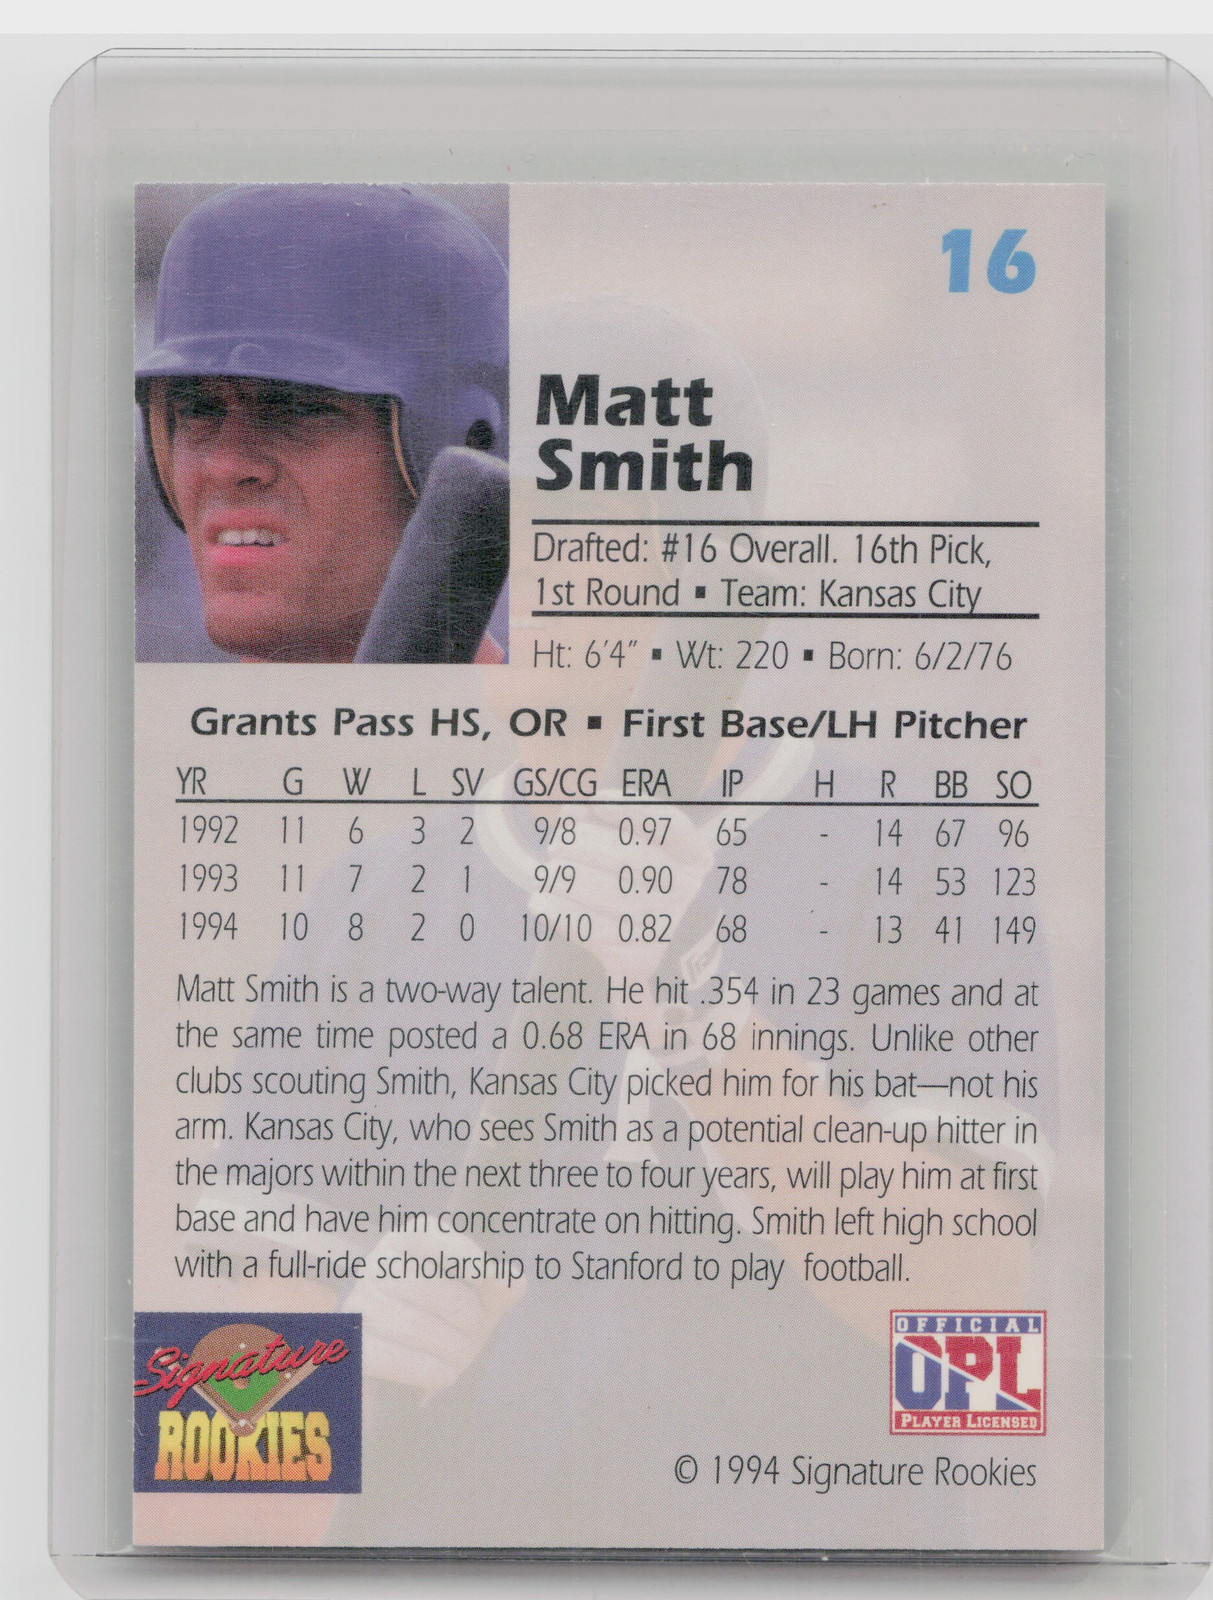 16
Matt
Smith
Drafted: #16 Overall. 16th Pick,
1st Round ▪ Team: Kansas City
Ht: 6'4" ▪ Wt: 220 ▪ Born: 6/2/76
Grants Pass HS, OR ▪ First Base/LH Pitcher
YR G W L SV GS/CG ERA IP H R BB SO
1992 11 6 3 2 9/8 0.97 65 - 14 67 96
1993 11 7 2 1 9/9 0.90 78 - 14 53 123
1994 10 8 2 0 10/10 0.82 68 - 13 41 149
Matt Smith is a two-way talent. He hit .354 in 23 games and at
the same time posted a 0.68 ERA in 68 innings. Unlike other
clubs scouting Smith, Kansas City picked him for his bat—not his
arm. Kansas City, who sees Smith as a potential clean-up hitter in
the majors within the next three to four years, will play him at first
base and have him concentrate on hitting. Smith left high school
with a full-ride scholarship to Stanford to play football.
Signature
ROOKIES
OFFICIAL
OPL
PLAYER LICENSED
© 1994 Signature Rookies